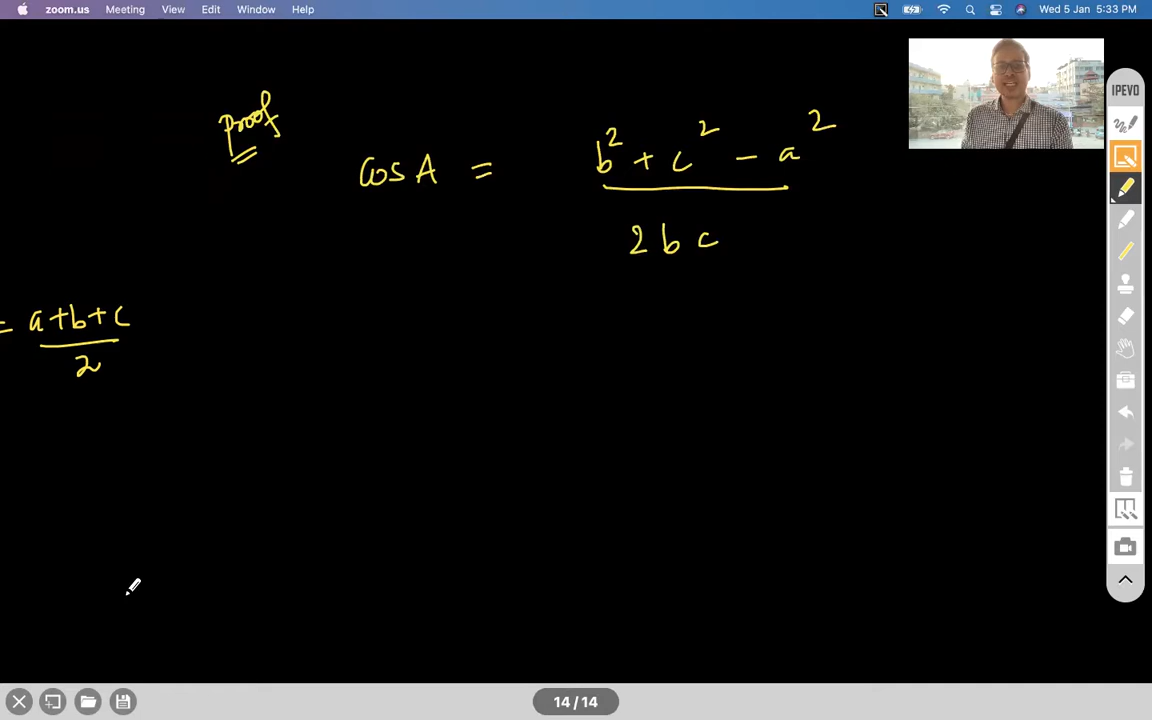 zoom.us Meeting View Edit Window Help Wed 5 Jan 5:33 PM
IPEVO
Proof
cos A = b² + c² - a²
2bc
= a+b+c
2
14/14